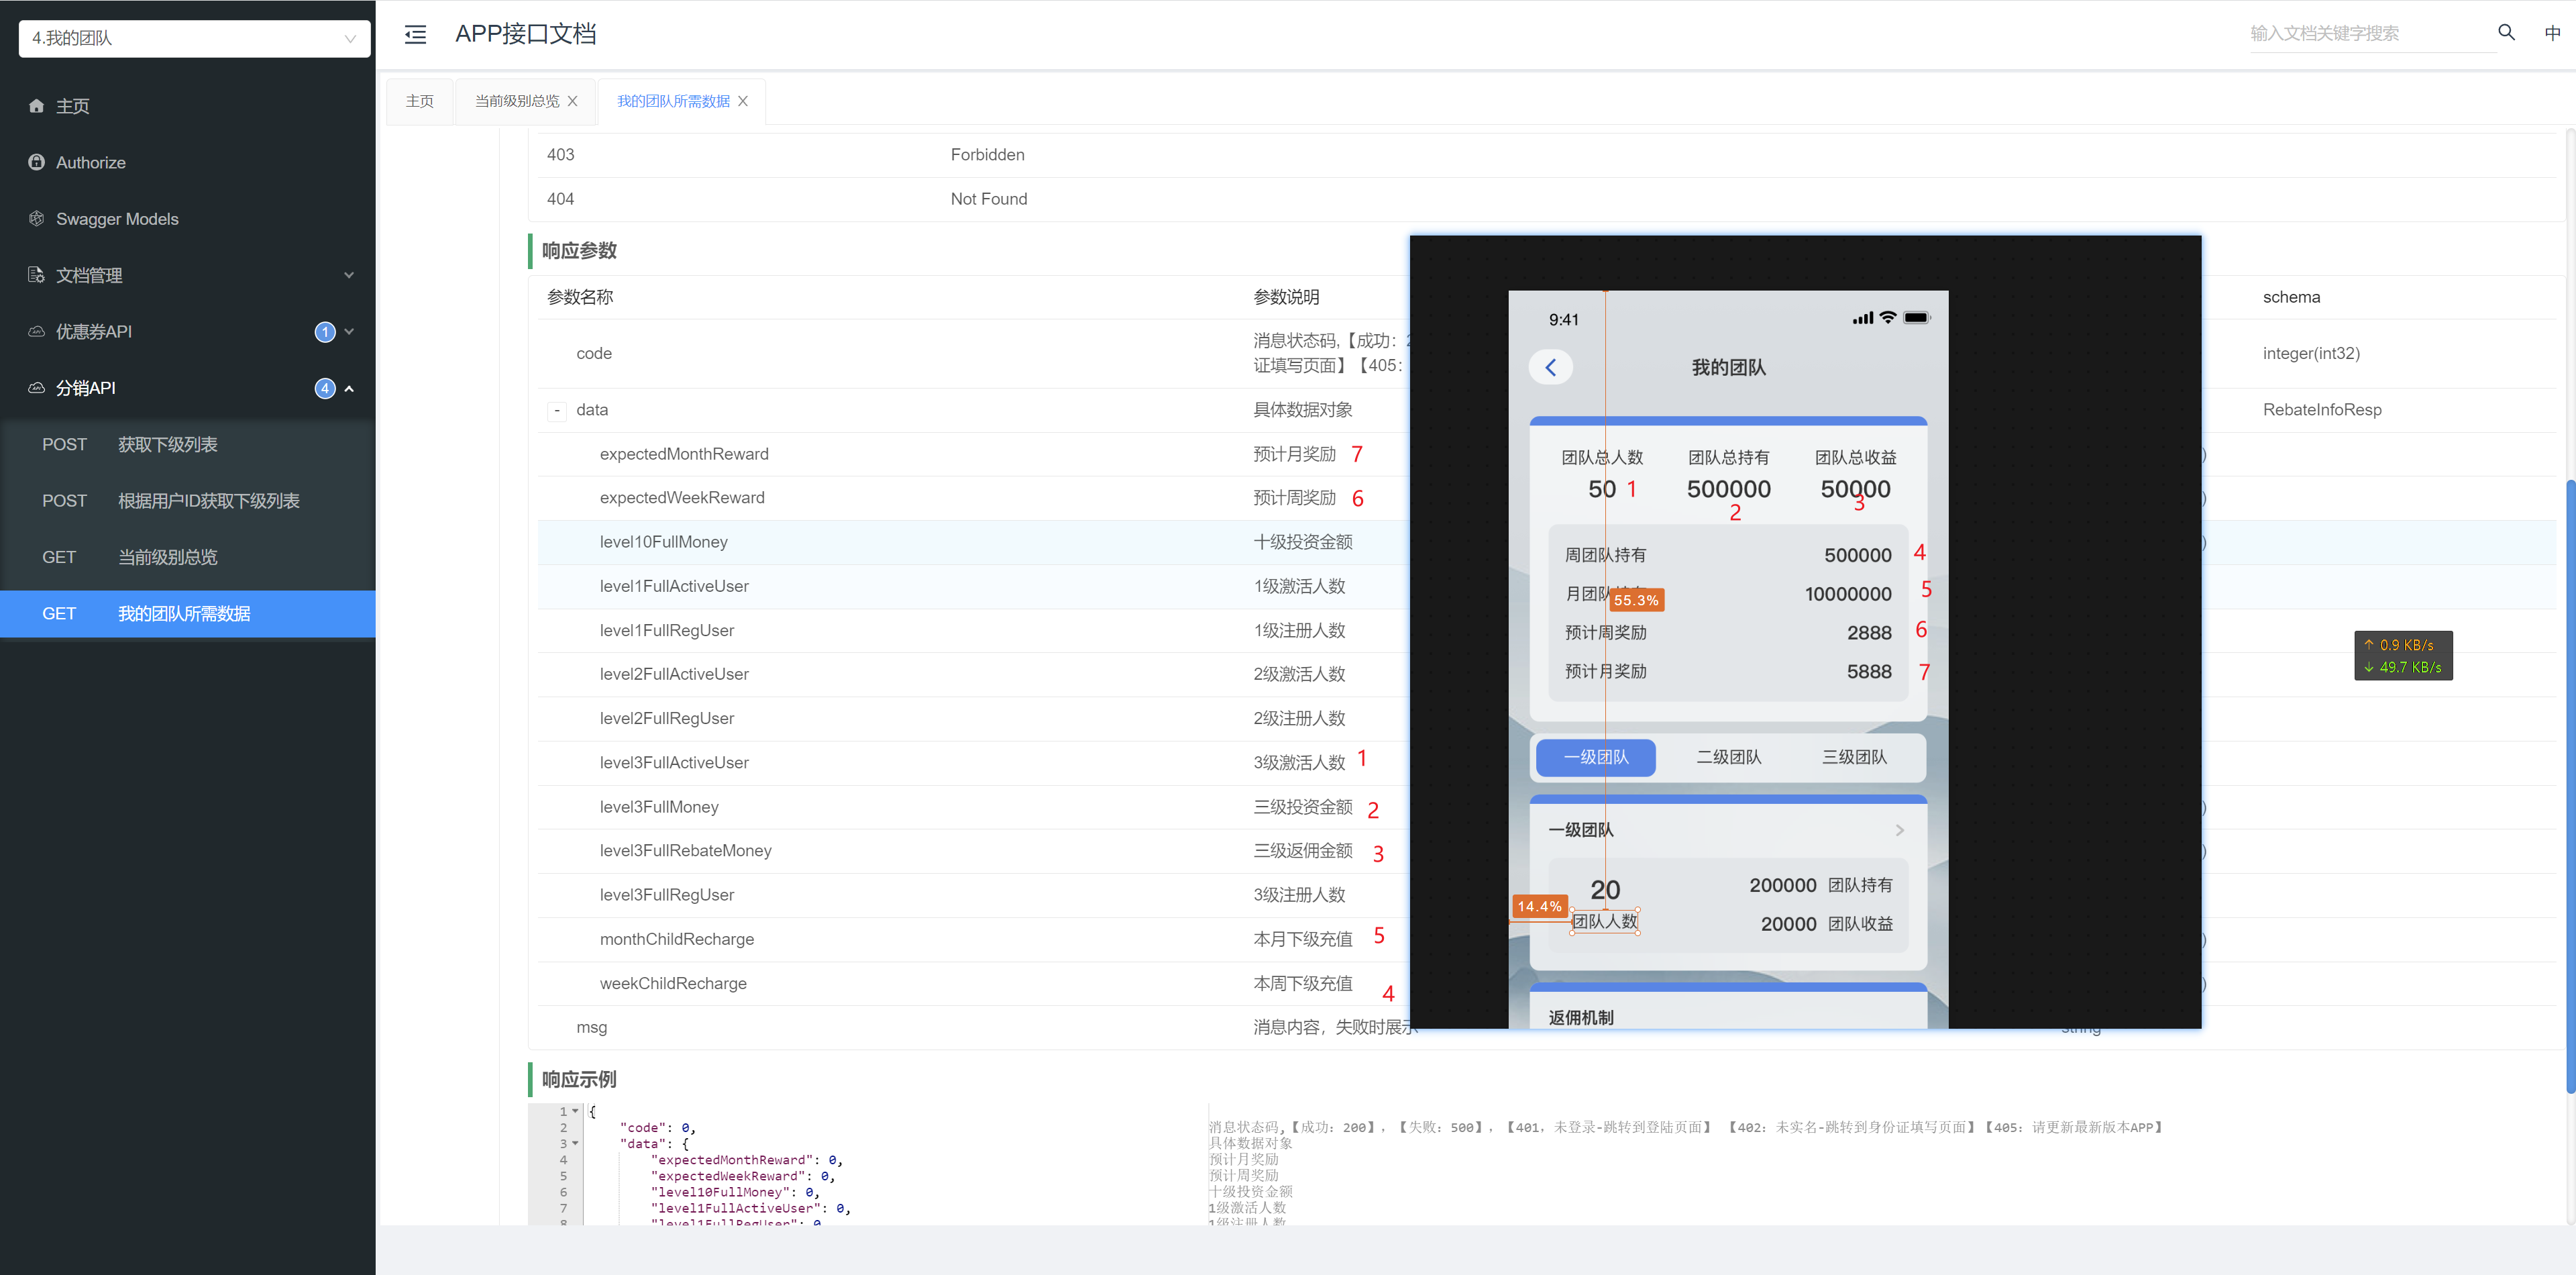 4.我的团队
主页
Authorize
Swagger Models
文档管理
优惠券API 1
分销API 4
POST 获取下级列表
POST 根据用户ID获取下级列表
GET 当前级别总览
GET 我的团队所需数据
APP接口文档
输入文档关键字搜索
中
主页 当前级别总览 我的团队所需数据
403 Forbidden
404 Not Found
响应参数
参数名称 参数说明 schema
code 消息状态码,【成功：
证填写页面】【405： integer(int32)
- data 具体数据对象 RebateInfoResp
expectedMonthReward 预计月奖励 7
expectedWeekReward 预计周奖励 6
level10FullMoney 十级投资金额
level1FullActiveUser 1级激活人数
level1FullRegUser 1级注册人数
level2FullActiveUser 2级激活人数
level2FullRegUser 2级注册人数
level3FullActiveUser 3级激活人数 1
level3FullMoney 三级投资金额 2
level3FullRebateMoney 三级返佣金额 3
level3FullRegUser 3级注册人数
monthChildRecharge 本月下级充值 5
weekChildRecharge 本周下级充值 4
msg 消息内容，失败时展示 string
9:41
我的团队
团队总人数 团队总持有 团队总收益
50 1 500000 50000
2 3
周团队持有 500000 4
月团队 10000000 5
55.3%
预计周奖励 2888 6
预计月奖励 5888 7
一级团队 二级团队 三级团队
一级团队
20 200000 团队持有
14.4%
团队人数 20000 团队收益
返佣机制
↑ 0.9 KB/s
↓ 49.7 KB/s
响应示例
1 {
2 "code": 0, 消息状态码,【成功：200】，【失败：500】，【401，未登录-跳转到登陆页面】 【402：未实名-跳转到身份证填写页面】【405：请更新最新版本APP】
3 "data": { 具体数据对象
4 "expectedMonthReward": 0, 预计月奖励
5 "expectedWeekReward": 0, 预计周奖励
6 "level10FullMoney": 0, 十级投资金额
7 "level1FullActiveUser": 0, 1级激活人数
8 "level1FullRegUser": 0 1级注册人数